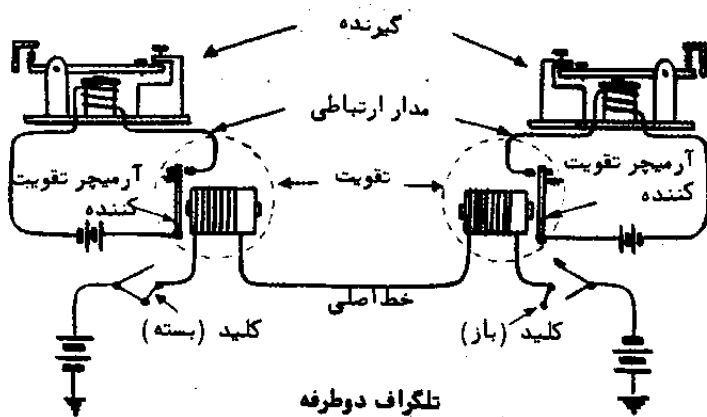 گیرنده
مدار ارتباطی
آرمیچر تقویت
کننده
تقویت
آرمیچر تقویت
کننده
خط اصلی
کلید (باز)
کلید (بسته)
تلگراف دوطرفه